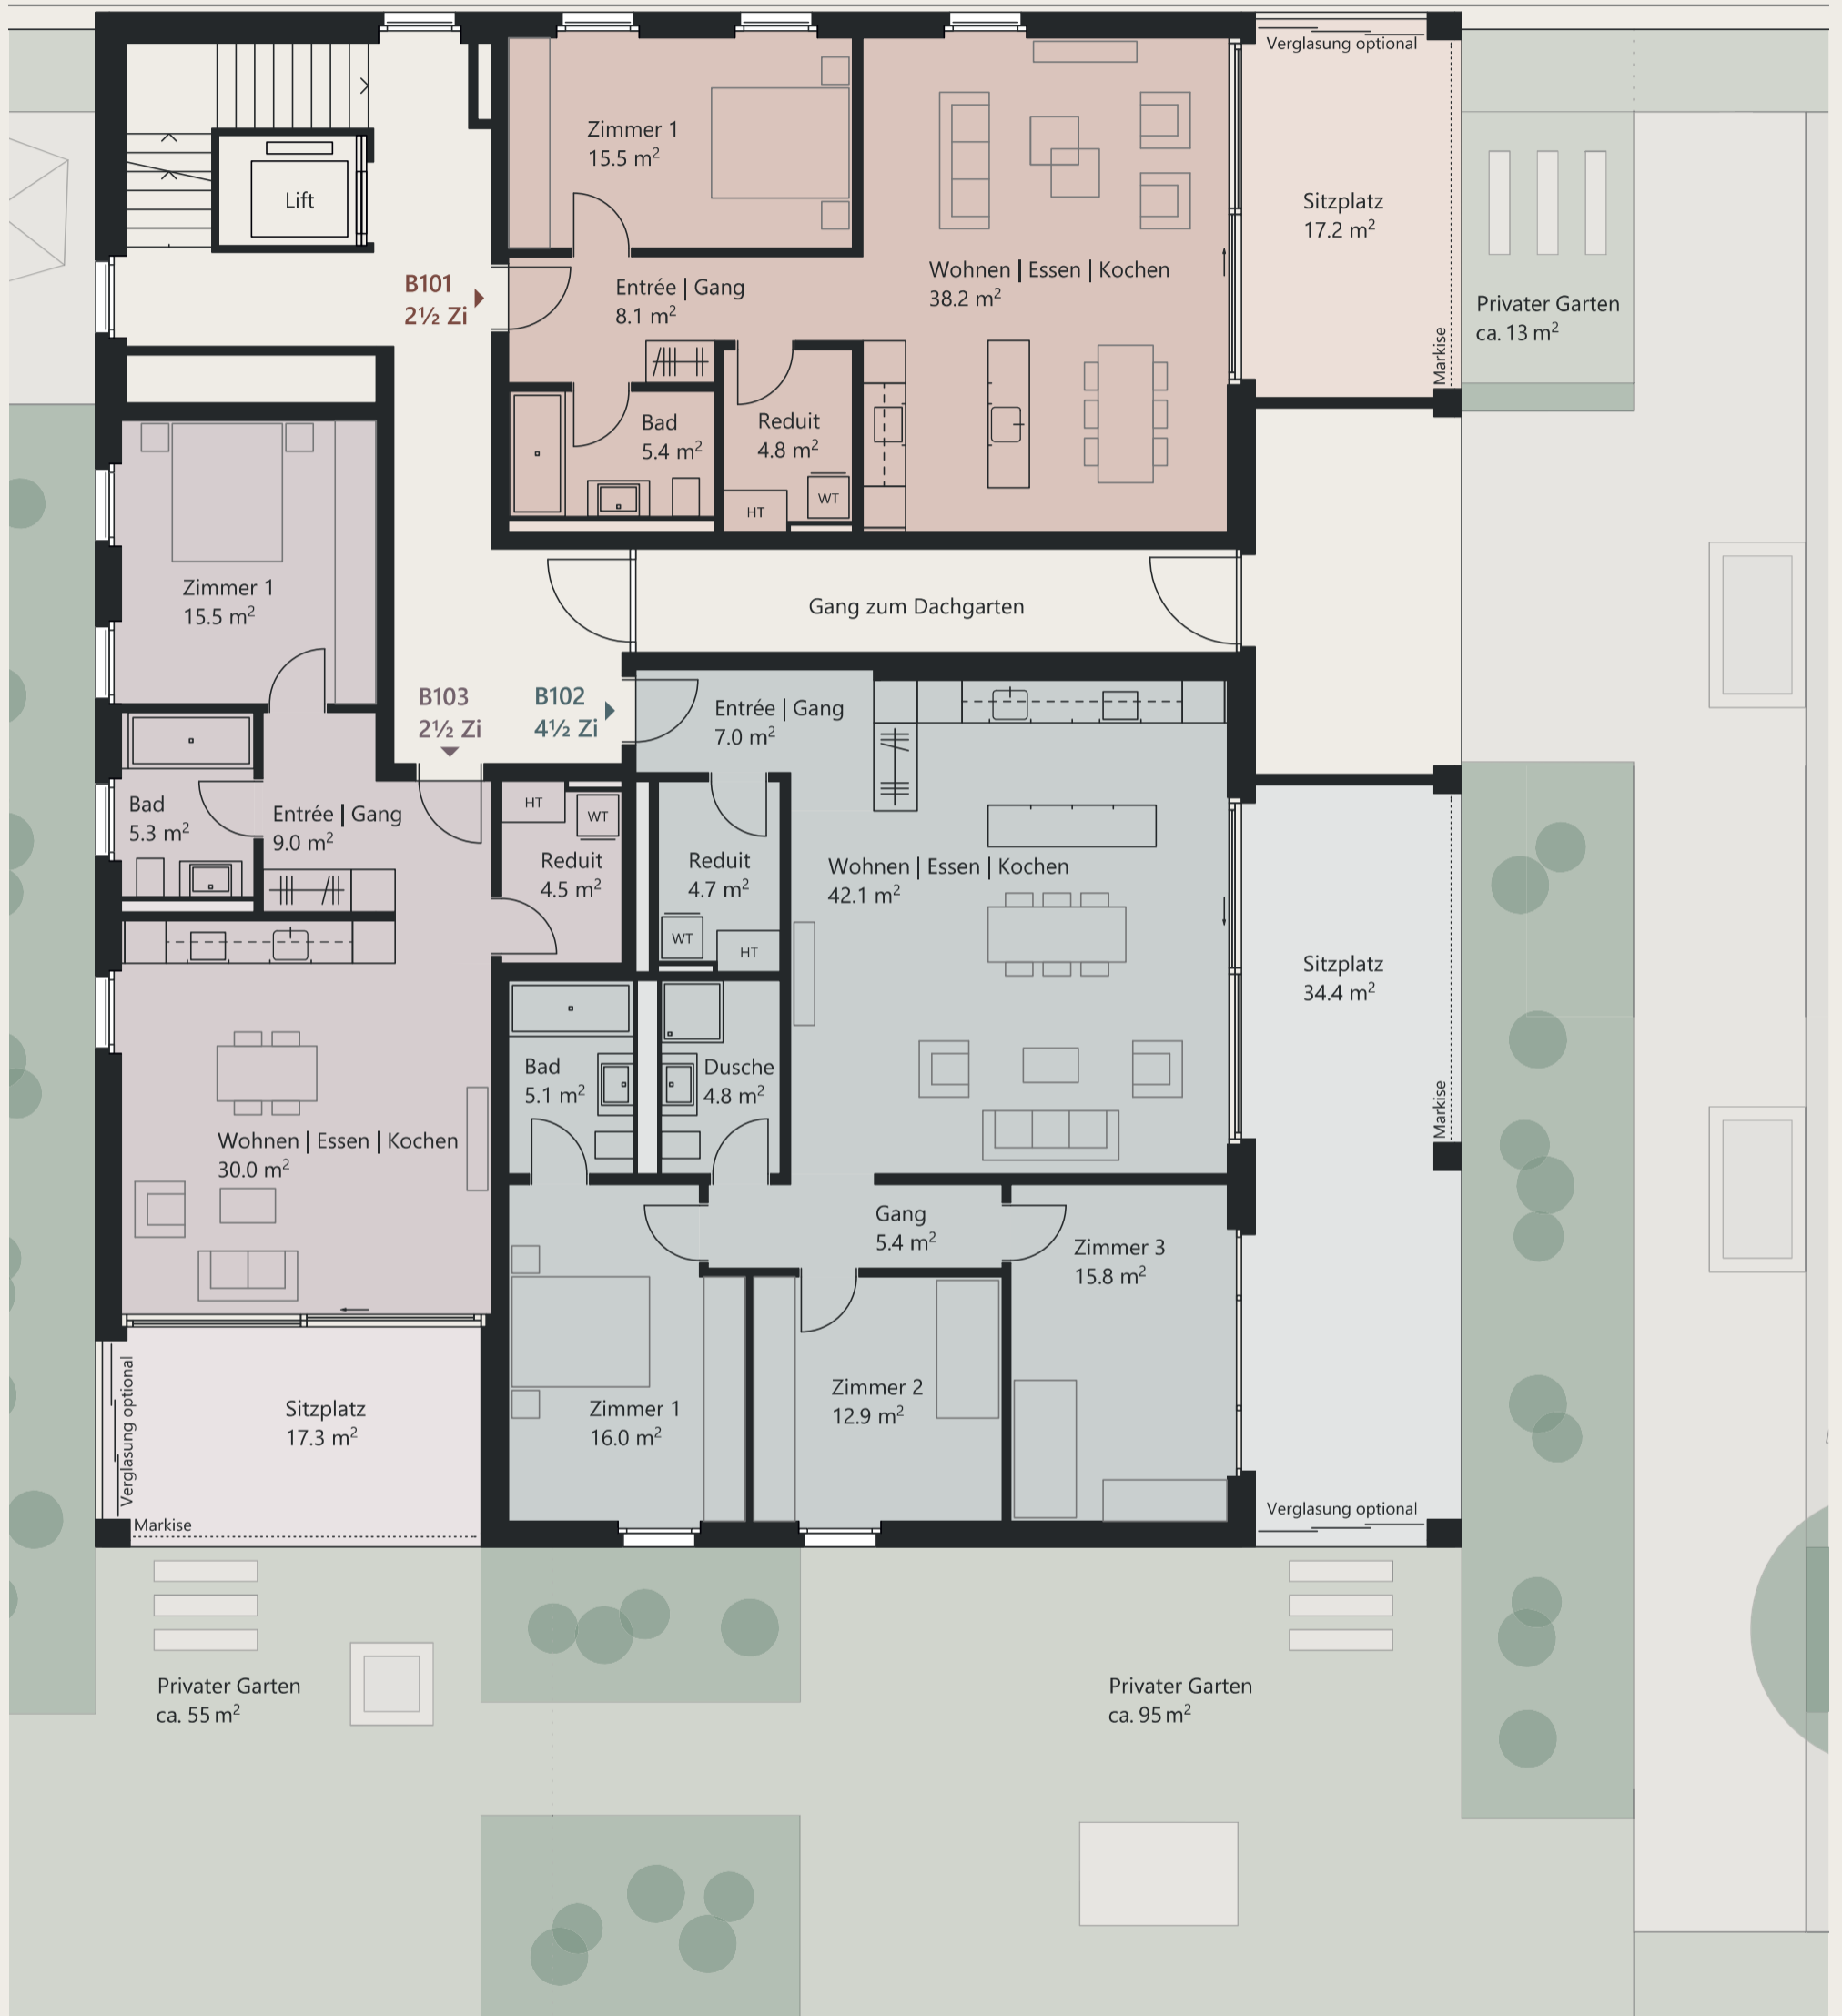 Verglasung optional
Zimmer 1
15.5 m²
Lift
Sitzplatz
17.2 m²
B101
2½ Zi
Entrée | Gang
8.1 m²
Wohnen | Essen | Kochen
38.2 m²
Privater Garten
ca. 13 m²
Markise
Bad
5.4 m²
Reduit
4.8 m²
HT
WT
Zimmer 1
15.5 m²
Gang zum Dachgarten
B103
2½ Zi
B102
4½ Zi
Entrée | Gang
7.0 m²
Bad
5.3 m²
Entrée | Gang
9.0 m²
HT
WT
Reduit
4.5 m²
Reduit
4.7 m²
WT
HT
Wohnen | Essen | Kochen
42.1 m²
Sitzplatz
34.4 m²
Markise
Bad
5.1 m²
Dusche
4.8 m²
Wohnen | Essen | Kochen
30.0 m²
Gang
5.4 m²
Zimmer 3
15.8 m²
Verglasung optional
Sitzplatz
17.3 m²
Markise
Zimmer 1
16.0 m²
Zimmer 2
12.9 m²
Verglasung optional
Privater Garten
ca. 55 m²
Privater Garten
ca. 95 m²